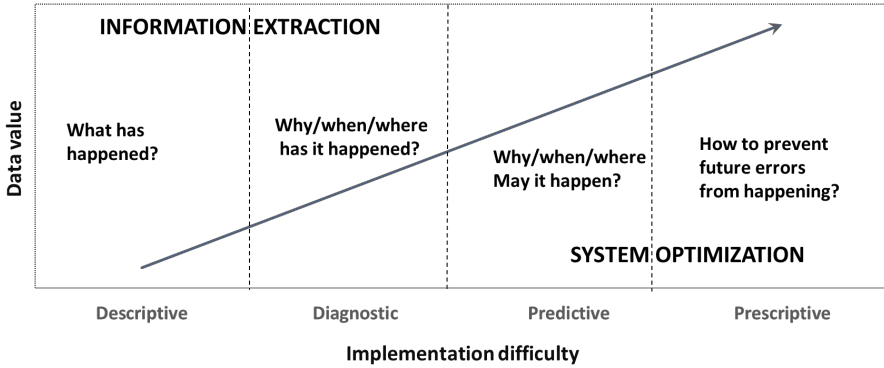 INFORMATION EXTRACTION
Data value
What has
happened?
Why/when/where
has it happened?
Why/when/where
May it happen?
How to prevent
future errors
from happening?
SYSTEM OPTIMIZATION
Descriptive
Diagnostic
Predictive
Prescriptive
Implementation difficulty